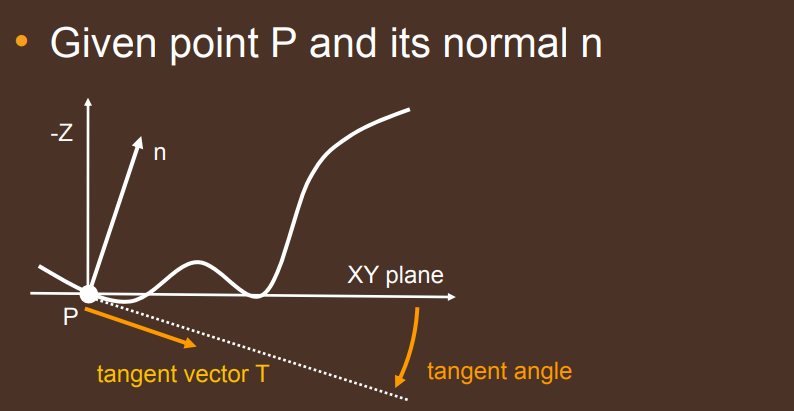 • Given point P and its normal n
-Z
n
XY plane
P
tangent vector T
tangent angle